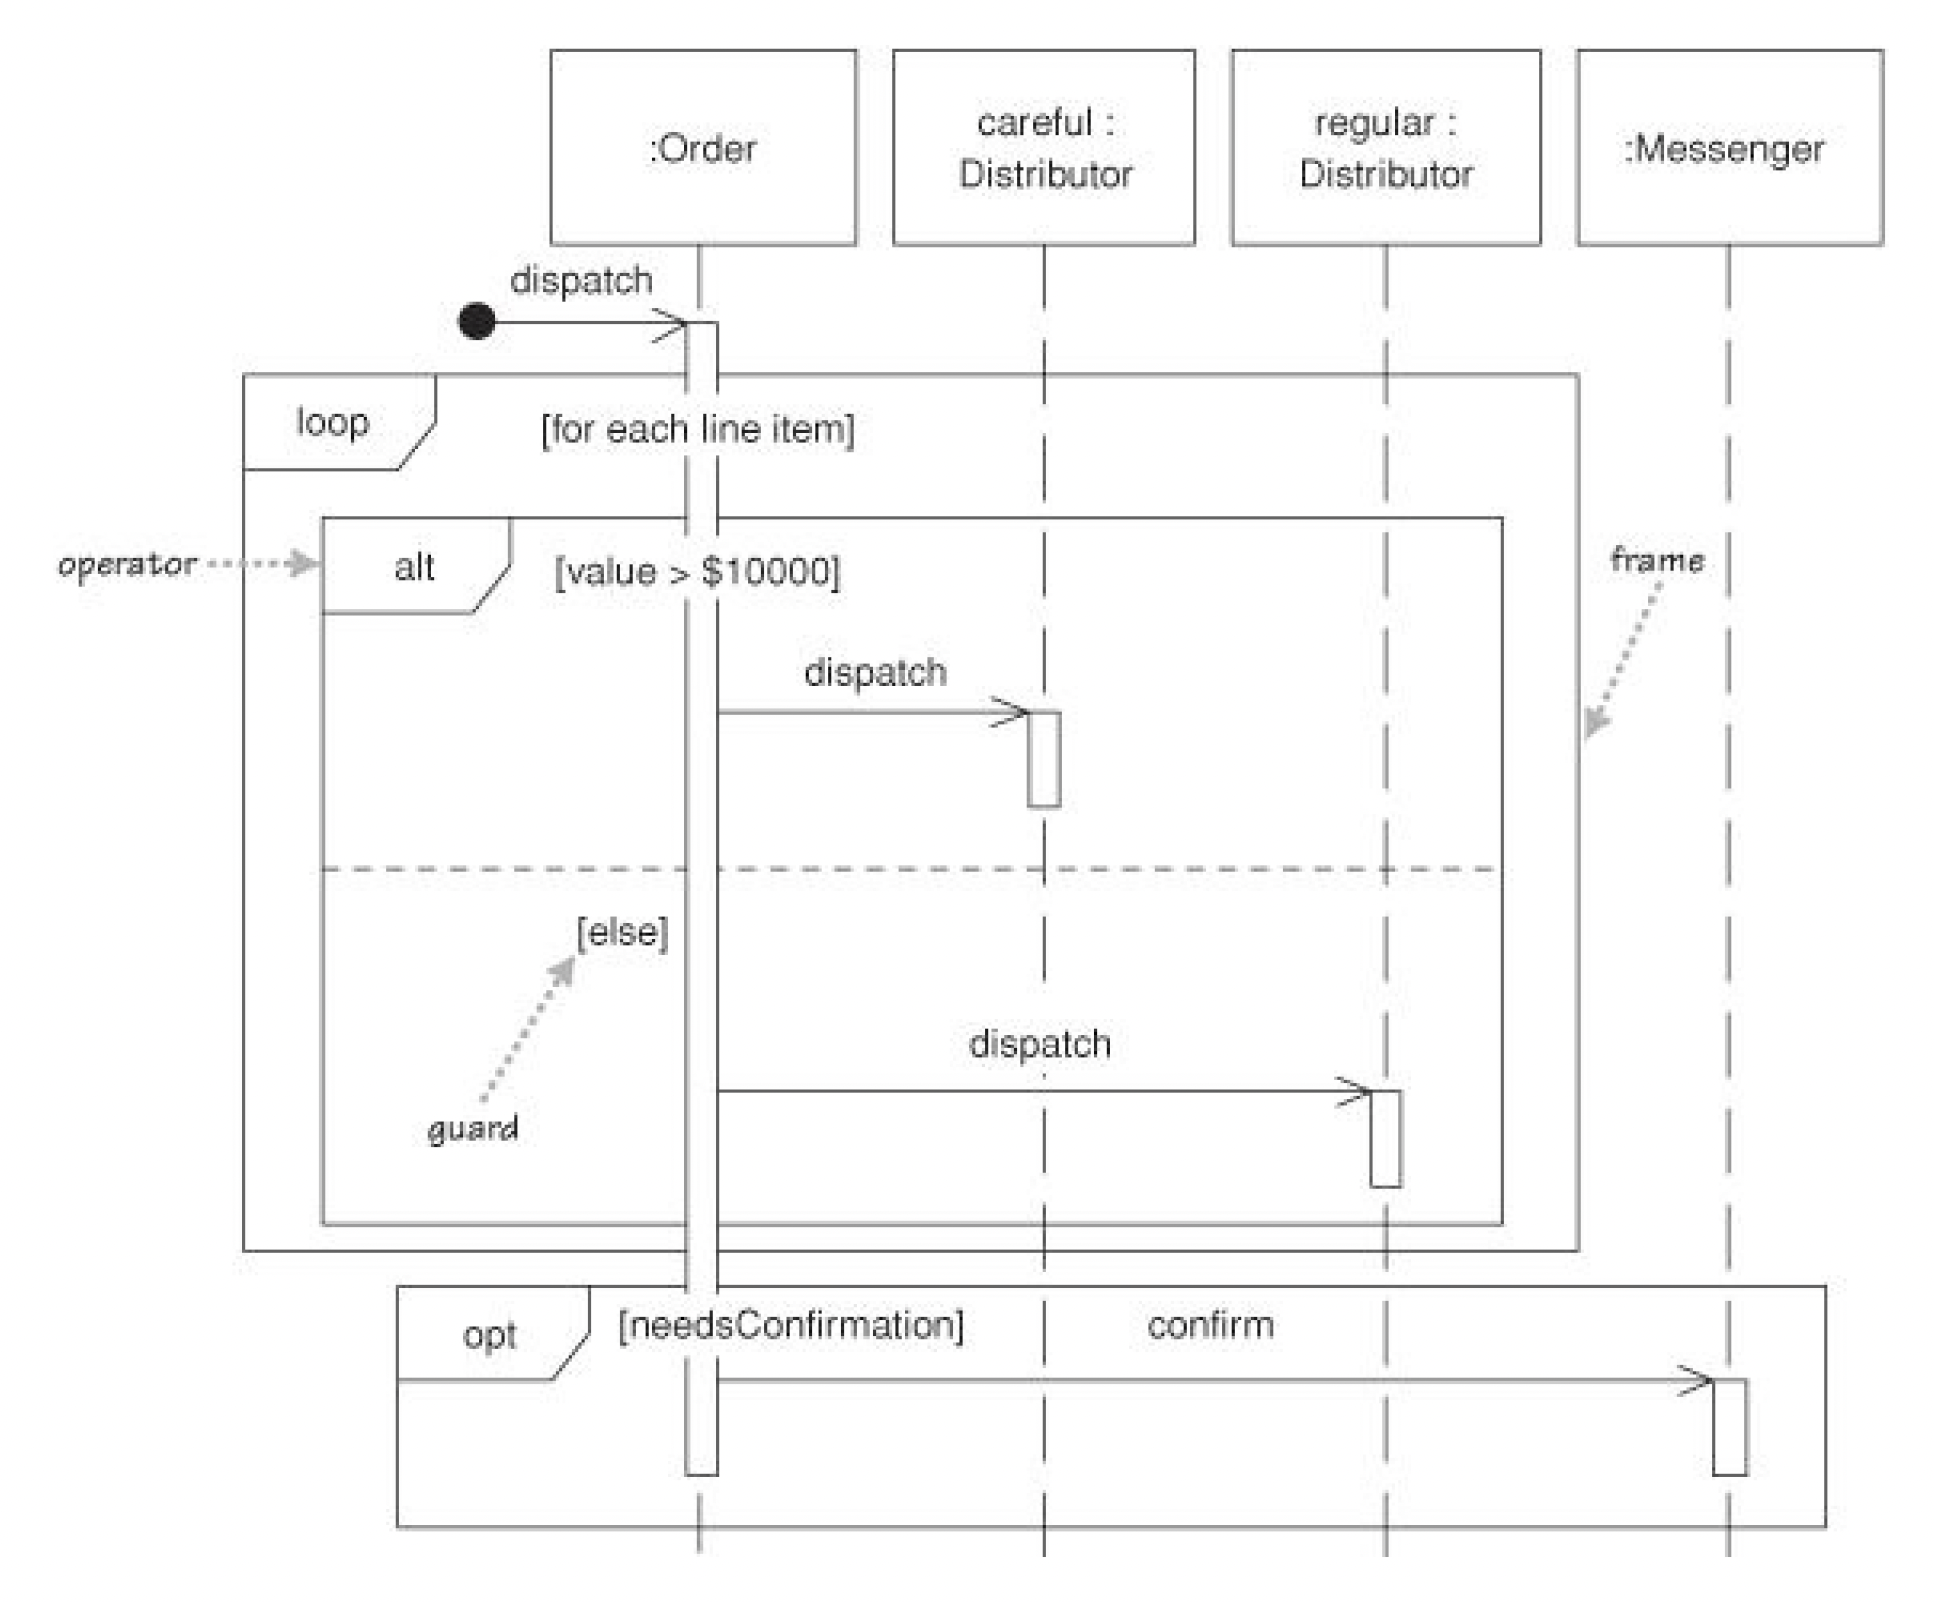 :Order
careful :
Distributor
regular :
Distributor
:Messenger
dispatch
loop
[for each line item]
operator
alt
[value > $10000]
frame
dispatch
[else]
dispatch
guard
opt
[needsConfirmation]
confirm